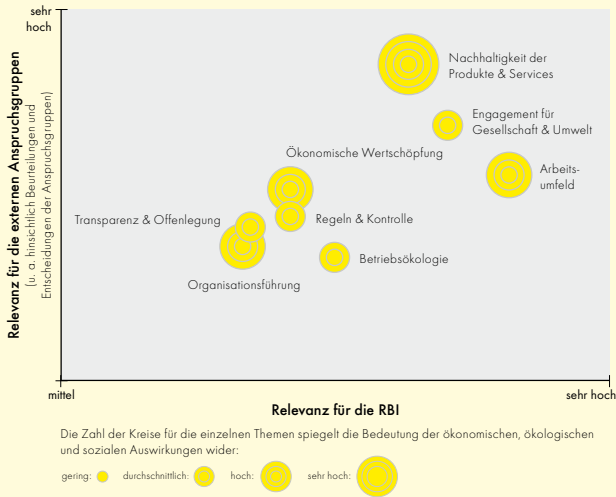 sehr
hoch
Relevanz für die externen Anspruchsgruppen
(u. a. hinsichtlich Beurteilungen und
Entscheidungen der Anspruchsgruppen)
Nachhaltigkeit der
Produkte & Services
Engagement für
Gesellschaft & Umwelt
Ökonomische Wertschöpfung
Arbeits-
umfeld
Transparenz & Offenlegung
Regeln & Kontrolle
Betriebsökologie
Organisationsführung
mittel
sehr hoch
Relevanz für die RBI
Die Zahl der Kreise für die einzelnen Themen spiegelt die Bedeutung der ökonomischen, ökologischen
und sozialen Auswirkungen wider:
gering:
durchschnittlich:
hoch:
sehr hoch: